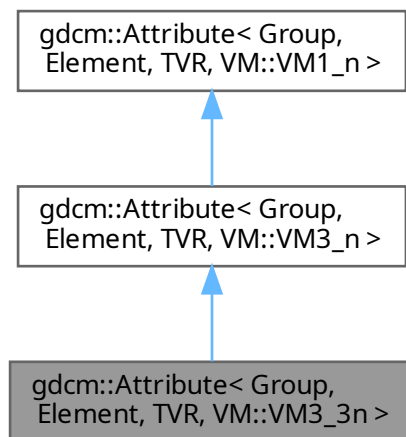 gdcm::Attribute< Group,
Element, TVR, VM::VM1_n >
gdcm::Attribute< Group,
Element, TVR, VM::VM3_n >
gdcm::Attribute< Group,
Element, TVR, VM::VM3_3n >